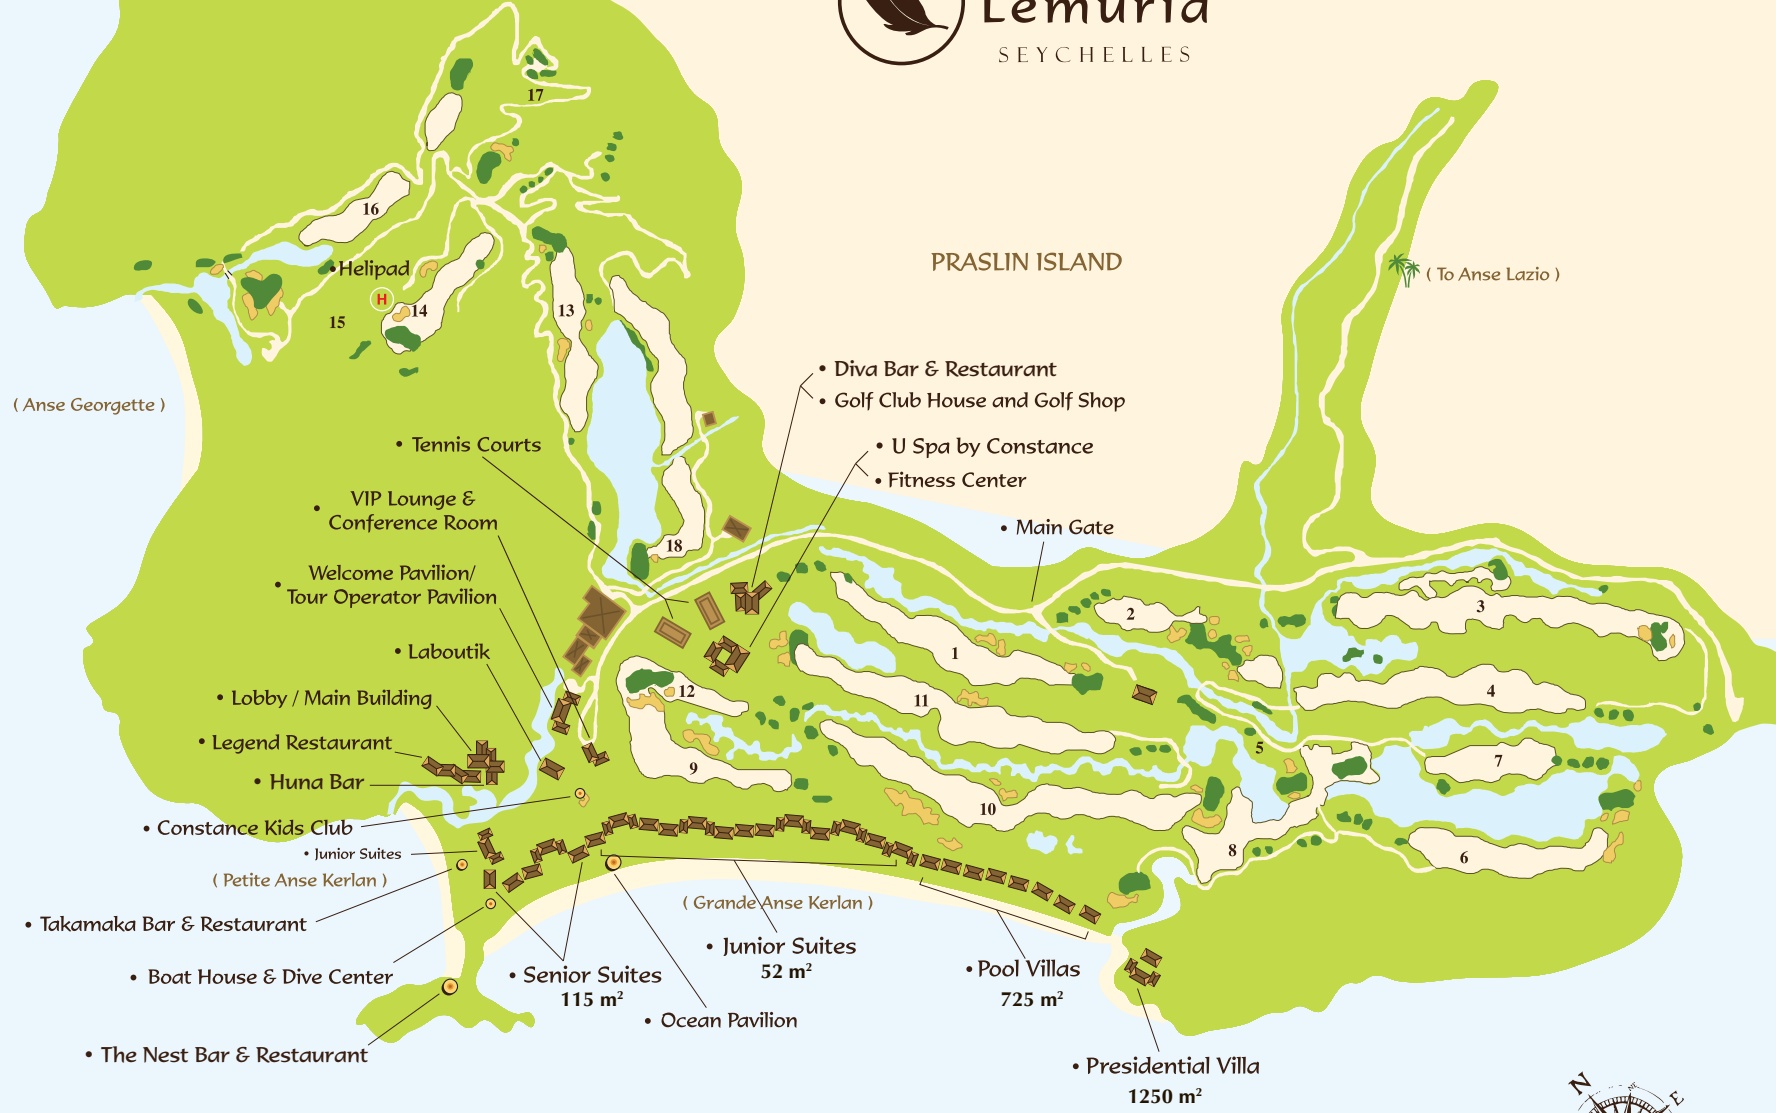 Lemuria
SEYCHELLES
17
16
• Helipad
H
15
14
13
PRASLIN ISLAND
( To Anse Lazio )
( Anse Georgette )
• Diva Bar & Restaurant
• Golf Club House and Golf Shop
• Tennis Courts
• U Spa by Constance
• Fitness Center
• VIP Lounge &
Conference Room
• Main Gate
18
• Welcome Pavilion/
Tour Operator Pavilion
2
3
• Laboutik
1
12
11
4
• Lobby / Main Building
• Legend Restaurant
5
7
9
• Huna Bar
10
• Constance Kids Club
• Junior Suites
8
6
( Petite Anse Kerlan )
( Grande Anse Kerlan )
• Takamaka Bar & Restaurant
• Junior Suites
52 m²
• Boat House & Dive Center
• Senior Suites
115 m²
• Pool Villas
725 m²
• Ocean Pavilion
• The Nest Bar & Restaurant
• Presidential Villa
1250 m²
N
E